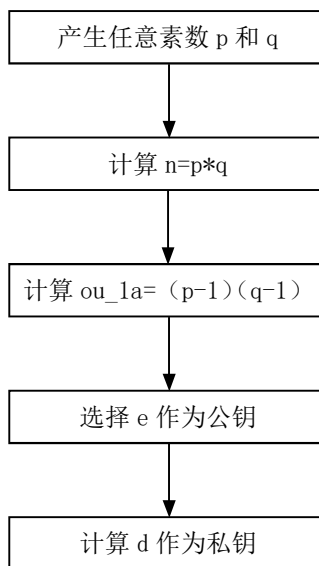 产生任意素数 p 和 q
计算 n=p*q
计算 ou_la=（p-1）（q-1）
选择 e 作为公钥
计算 d 作为私钥